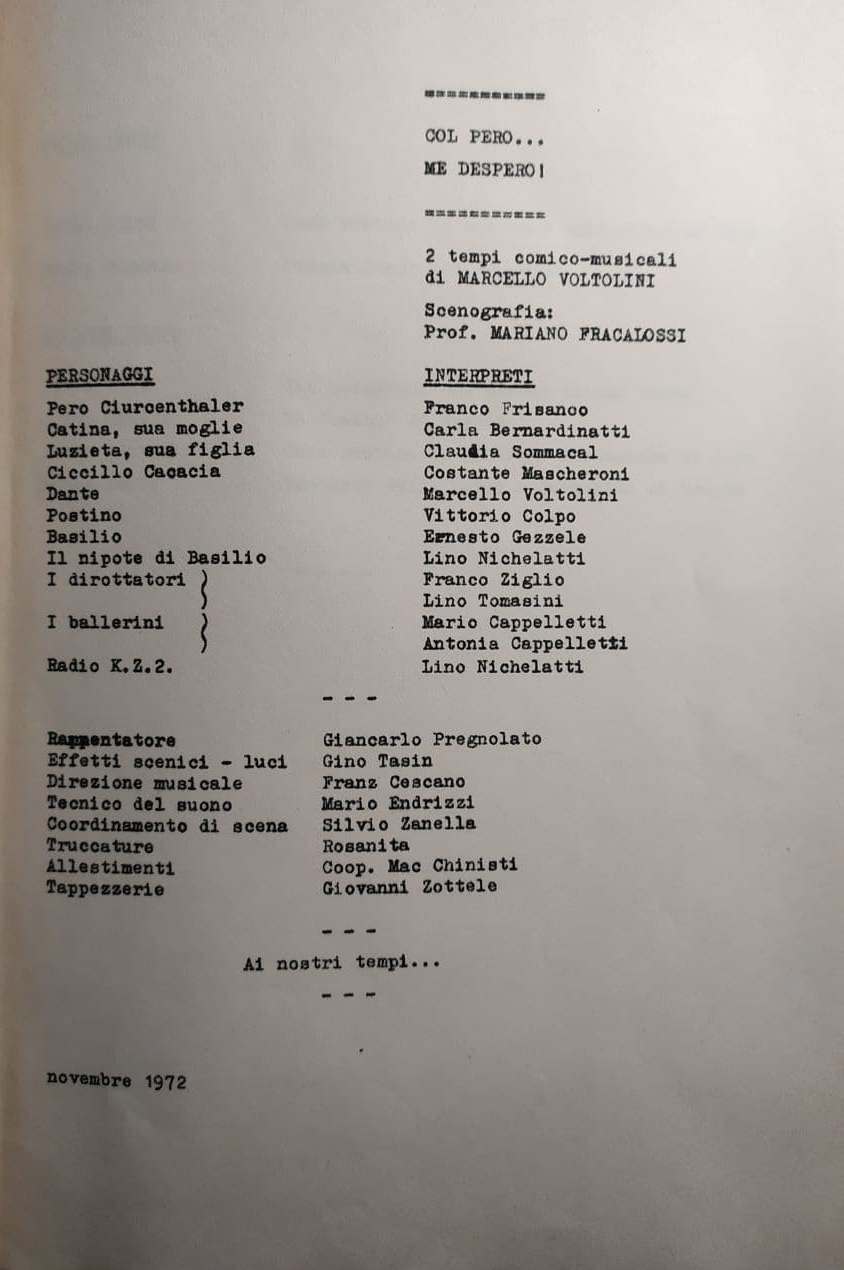 ===========
COL PERO...
ME DESPERO!
===========
2 tempi comico-musicali
di MARCELLO VOLTOLINI
Scenografia:
Prof. MARIANO FRACALOSSI
PERSONAGGI INTERPRETI
Pero Ciurcenthaler Franco Frisanco
Catina, sua moglie Carla Bernardinatti
Luzieta, sua figlia Claudia Sommacal
Ciccillo Cacacia Costante Mascheroni
Dante Marcello Voltolini
Postino Vittorio Colpo
Basilio Ernesto Gezzele
Il nipote di Basilio Lino Nichelatti
I dirottatori ) Franco Ziglio
) Lino Tomasini
I ballerini ) Mario Cappelletti
) Antonia Cappelletti
Radio K.Z.2. Lino Nichelatti
- - -
Rammentatore Giancarlo Pregnolato
Effetti scenici - luci Gino Tasin
Direzione musicale Franz Cescano
Tecnico del suono Mario Endrizzi
Coordinamento di scena Silvio Zanella
Truccature Rosanita
Allestimenti Coop. Mac Chinisti
Tappezzerie Giovanni Zottele
- - -
Ai nostri tempi...
- - -
novembre 1972